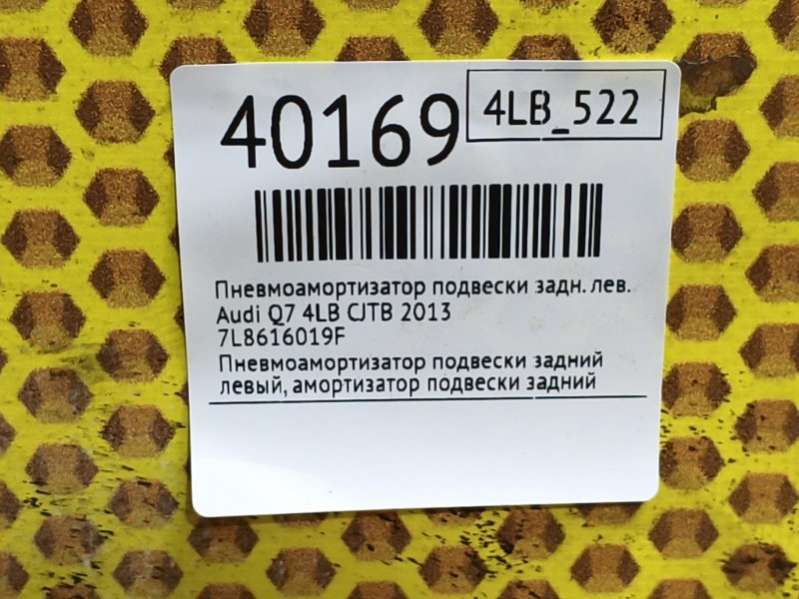 40169
4LB_522
Пневмоамортизатор подвески задн. лев.
Audi Q7 4LB CJTB 2013
7L8616019F
Пневмоамортизатор подвески задний
левый, амортизатор подвески задний